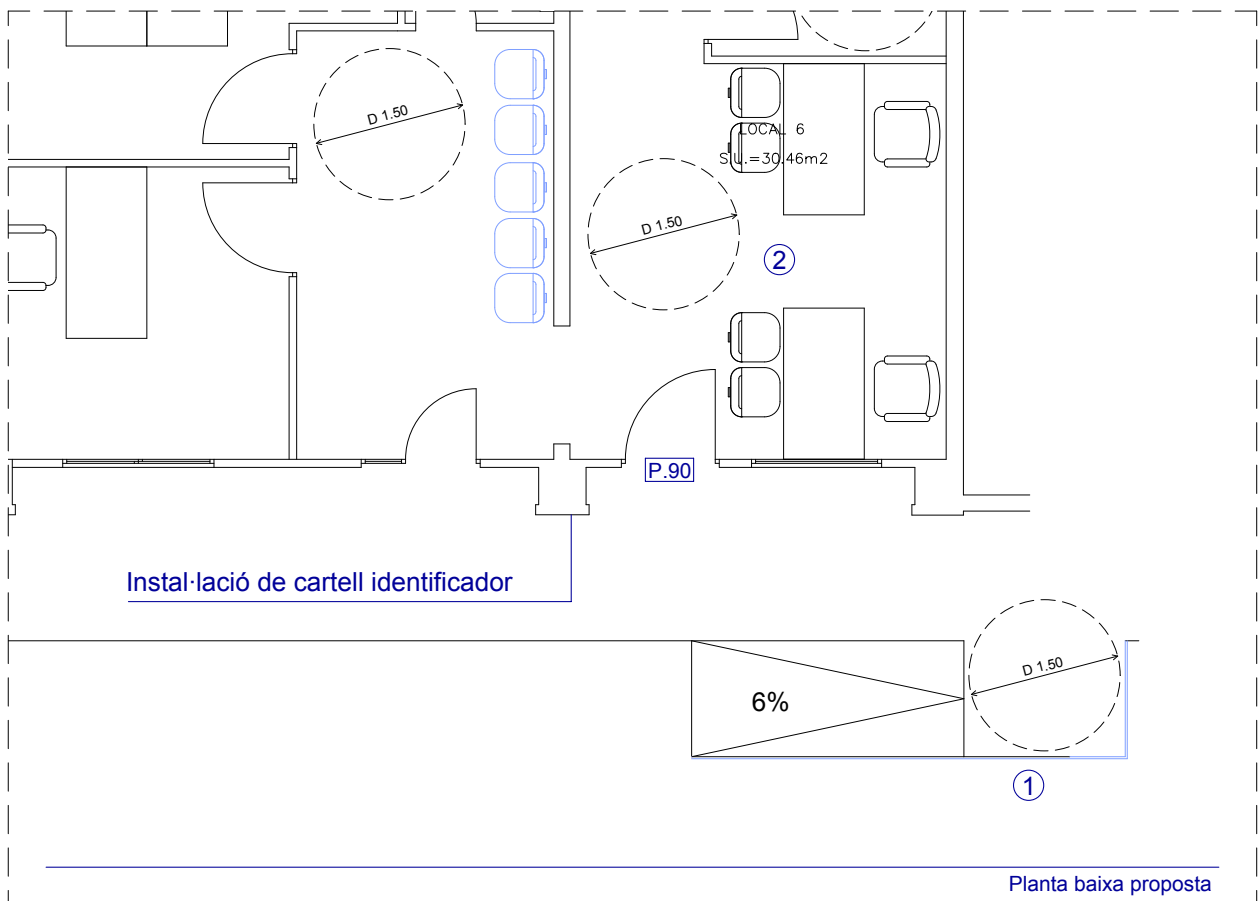 D 1.50
LOCAL 6
S.U.=30.46m2
D 1.50
2
P.90
Instal·lació de cartell identificador
D 1.50
6%
1
Planta baixa proposta